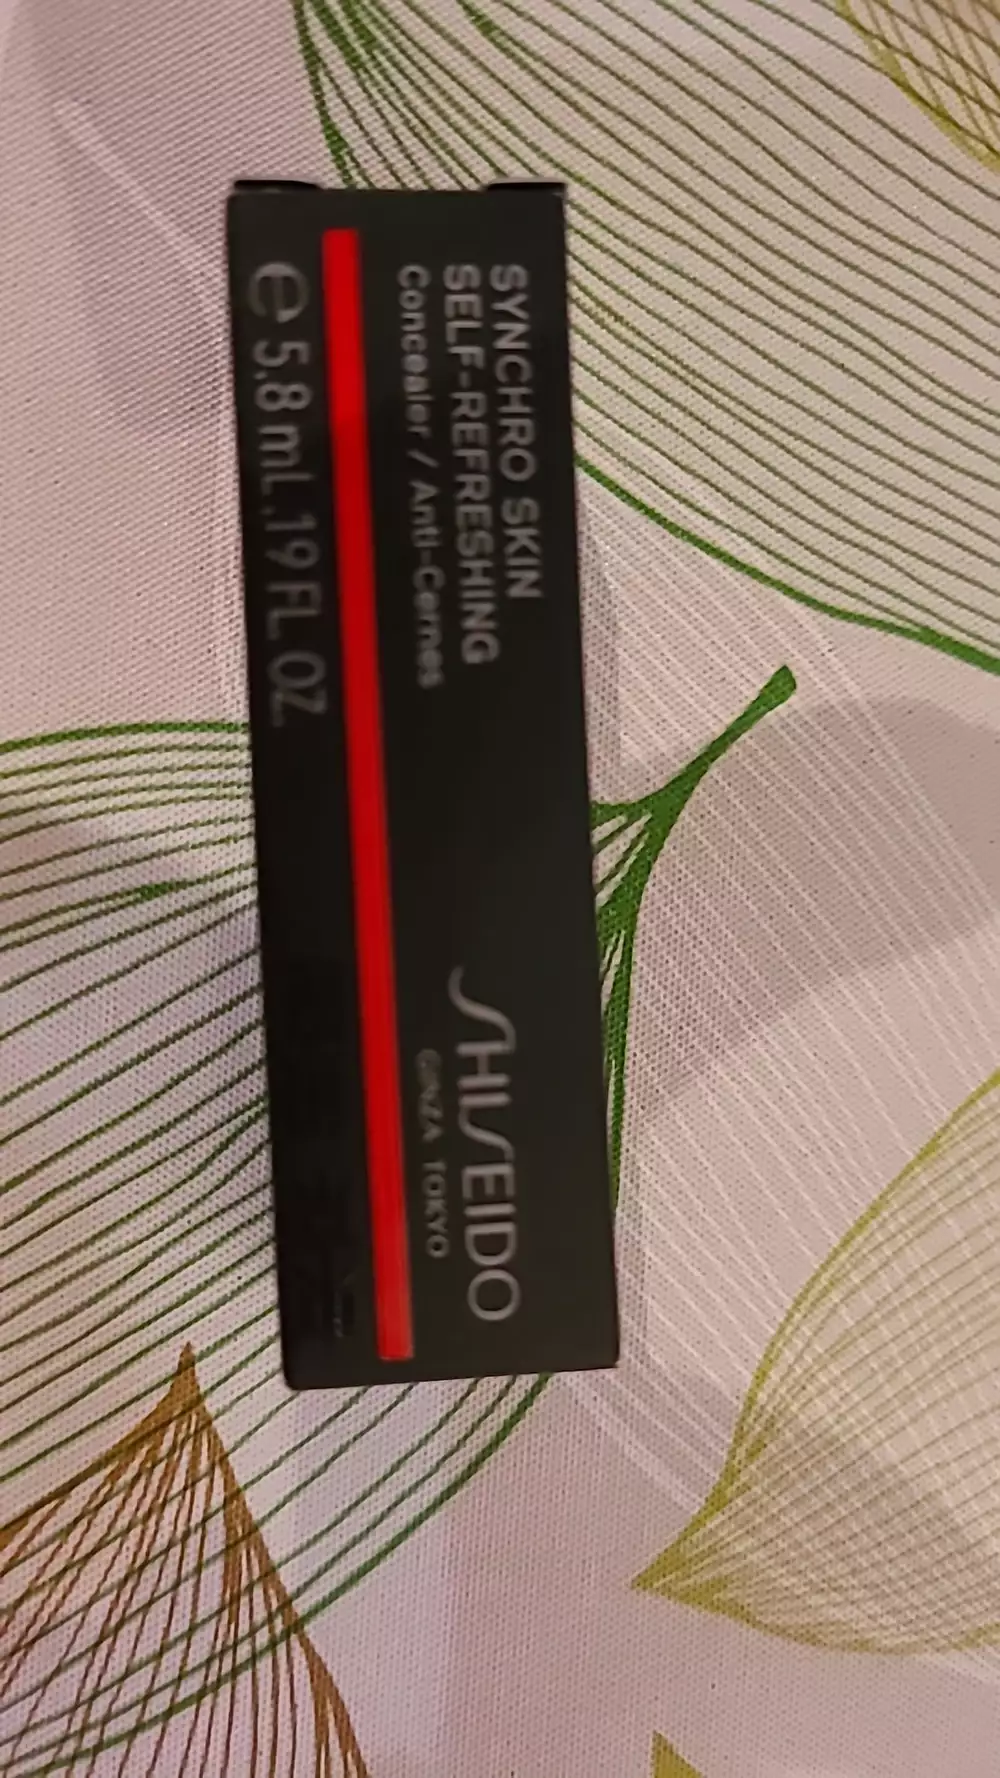 SYNCHRO SKIN
SELF-REFRESHING
Concealer / Anti-Cernes
SHISEIDO
GINZA TOKYO
e 5.8 mL .19 FL. OZ.